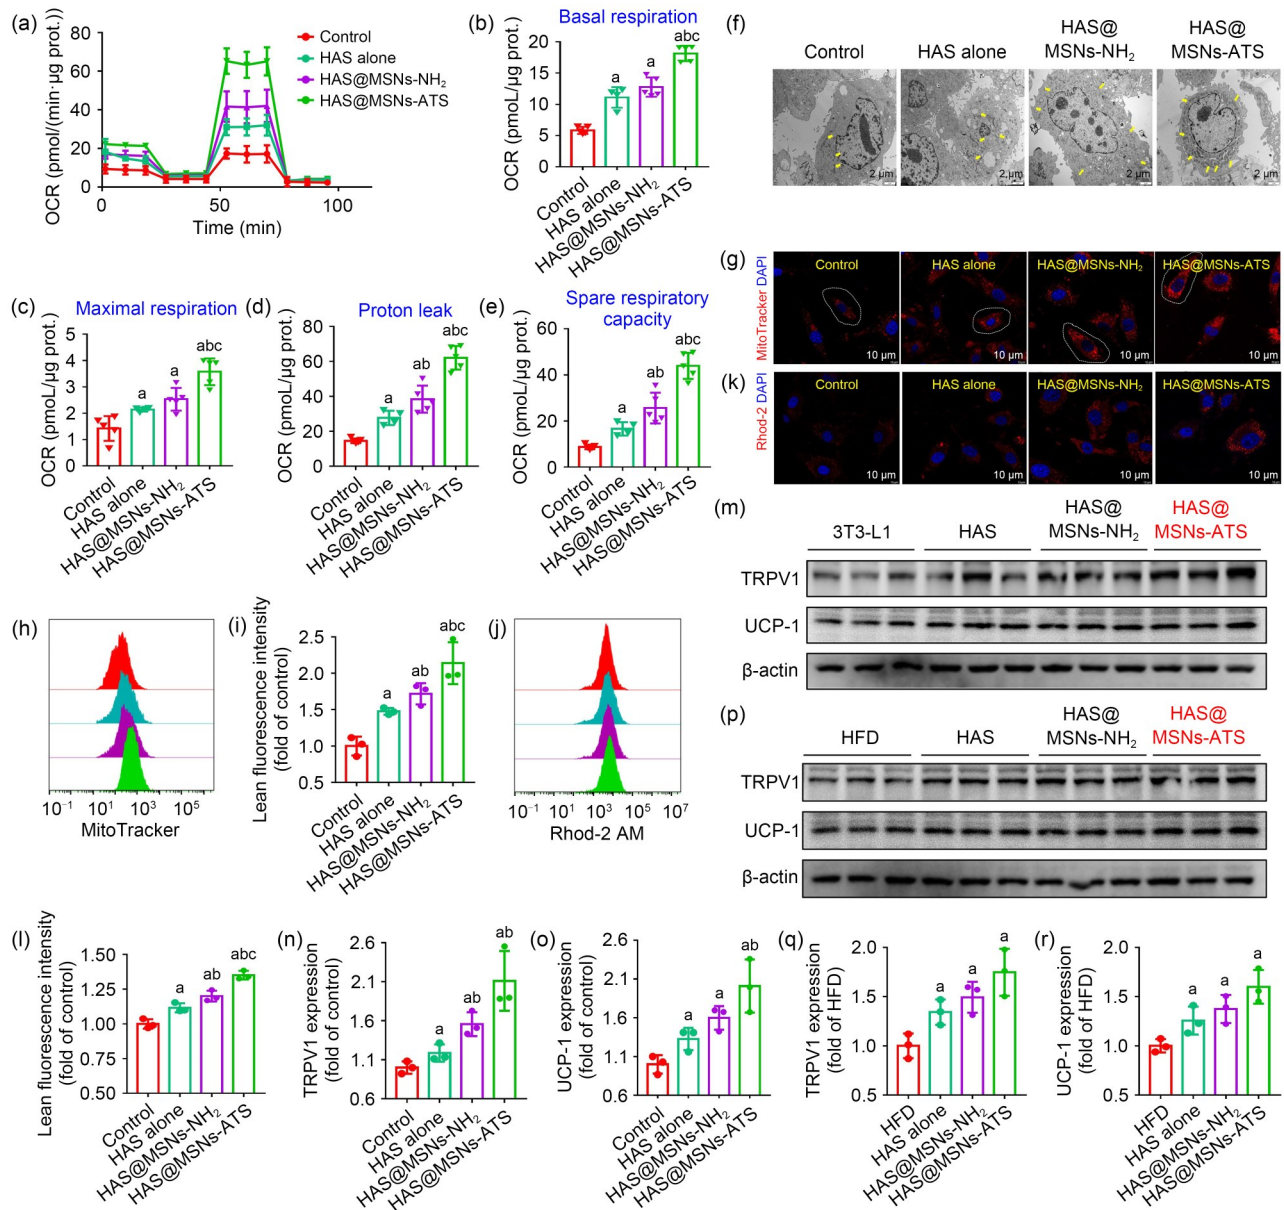 (a)
OCR (pmol/(min·μg prot.))
80
60
40
20
0
0
50
100
Time (min)
Control
HAS alone
HAS@MSNs-NH₂
HAS@MSNs-ATS
(b)
Basal respiration
OCR (pmoL/μg prot.)
20
15
10
5
0
a
a
abc
Control
HAS alone
HAS@MSNs-NH₂
HAS@MSNs-ATS
(f)
Control
HAS alone
HAS@
MSNs-NH₂
HAS@
MSNs-ATS
2 μm
2 μm
2 μm
2 μm
(c)
Maximal respiration
OCR (pmoL/μg prot.)
5
4
3
2
1
0
a
a
abc
Control
HAS alone
HAS@MSNs-NH₂
HAS@MSNs-ATS
(d)
Proton leak
OCR (pmoL/μg prot.)
80
60
40
20
0
a
ab
abc
Control
HAS alone
HAS@MSNs-NH₂
HAS@MSNs-ATS
(e)
Spare respiratory
capacity
OCR (pmoL/μg prot.)
60
40
20
0
a
ab
abc
Control
HAS alone
HAS@MSNs-NH₂
HAS@MSNs-ATS
(g)
MitoTracker DAPI
Control
HAS alone
HAS@MSNs-NH₂
HAS@MSNs-ATS
10 μm
10 μm
10 μm
10 μm
(k)
Rhod-2 DAPI
Control
HAS alone
HAS@MSNs-NH₂
HAS@MSNs-ATS
10 μm
10 μm
10 μm
10 μm
(m)
3T3-L1
HAS
HAS@
MSNs-NH₂
HAS@
MSNs-ATS
TRPV1
UCP-1
β-actin
(h)
10⁻¹ 10¹ 10³ 10⁵
MitoTracker
(i)
Lean fluorescence intensity
(fold of control)
2.5
2.0
1.5
1.0
0.5
a
ab
abc
Control
HAS alone
HAS@MSNs-NH₂
HAS@MSNs-ATS
(j)
10⁻¹ 10¹ 10³ 10⁵ 10⁷
Rhod-2 AM
(p)
HFD
HAS
HAS@
MSNs-NH₂
HAS@
MSNs-ATS
TRPV1
UCP-1
β-actin
(l)
Lean fluorescence intensity
(fold of control)
1.50
1.25
1.00
0.75
0.50
a
ab
abc
Control
HAS alone
HAS@MSNs-NH₂
HAS@MSNs-ATS
(n)
TRPV1 expression
(fold of control)
2.6
2.1
1.6
1.1
0.6
a
ab
ab
Control
HAS alone
HAS@MSNs-NH₂
HAS@MSNs-ATS
(o)
UCP-1 expression
(fold of control)
2.6
2.1
1.6
1.1
0.6
a
ab
ab
Control
HAS alone
HAS@MSNs-NH₂
HAS@MSNs-ATS
(q)
TRPV1 expression
(fold of HFD)
2.0
1.5
1.0
0.5
a
a
a
HFD
HAS alone
HAS@MSNs-NH₂
HAS@MSNs-ATS
(r)
UCP-1 expression
(fold of HFD)
2.0
1.5
1.0
0.5
a
a
a
HFD
HAS alone
HAS@MSNs-NH₂
HAS@MSNs-ATS